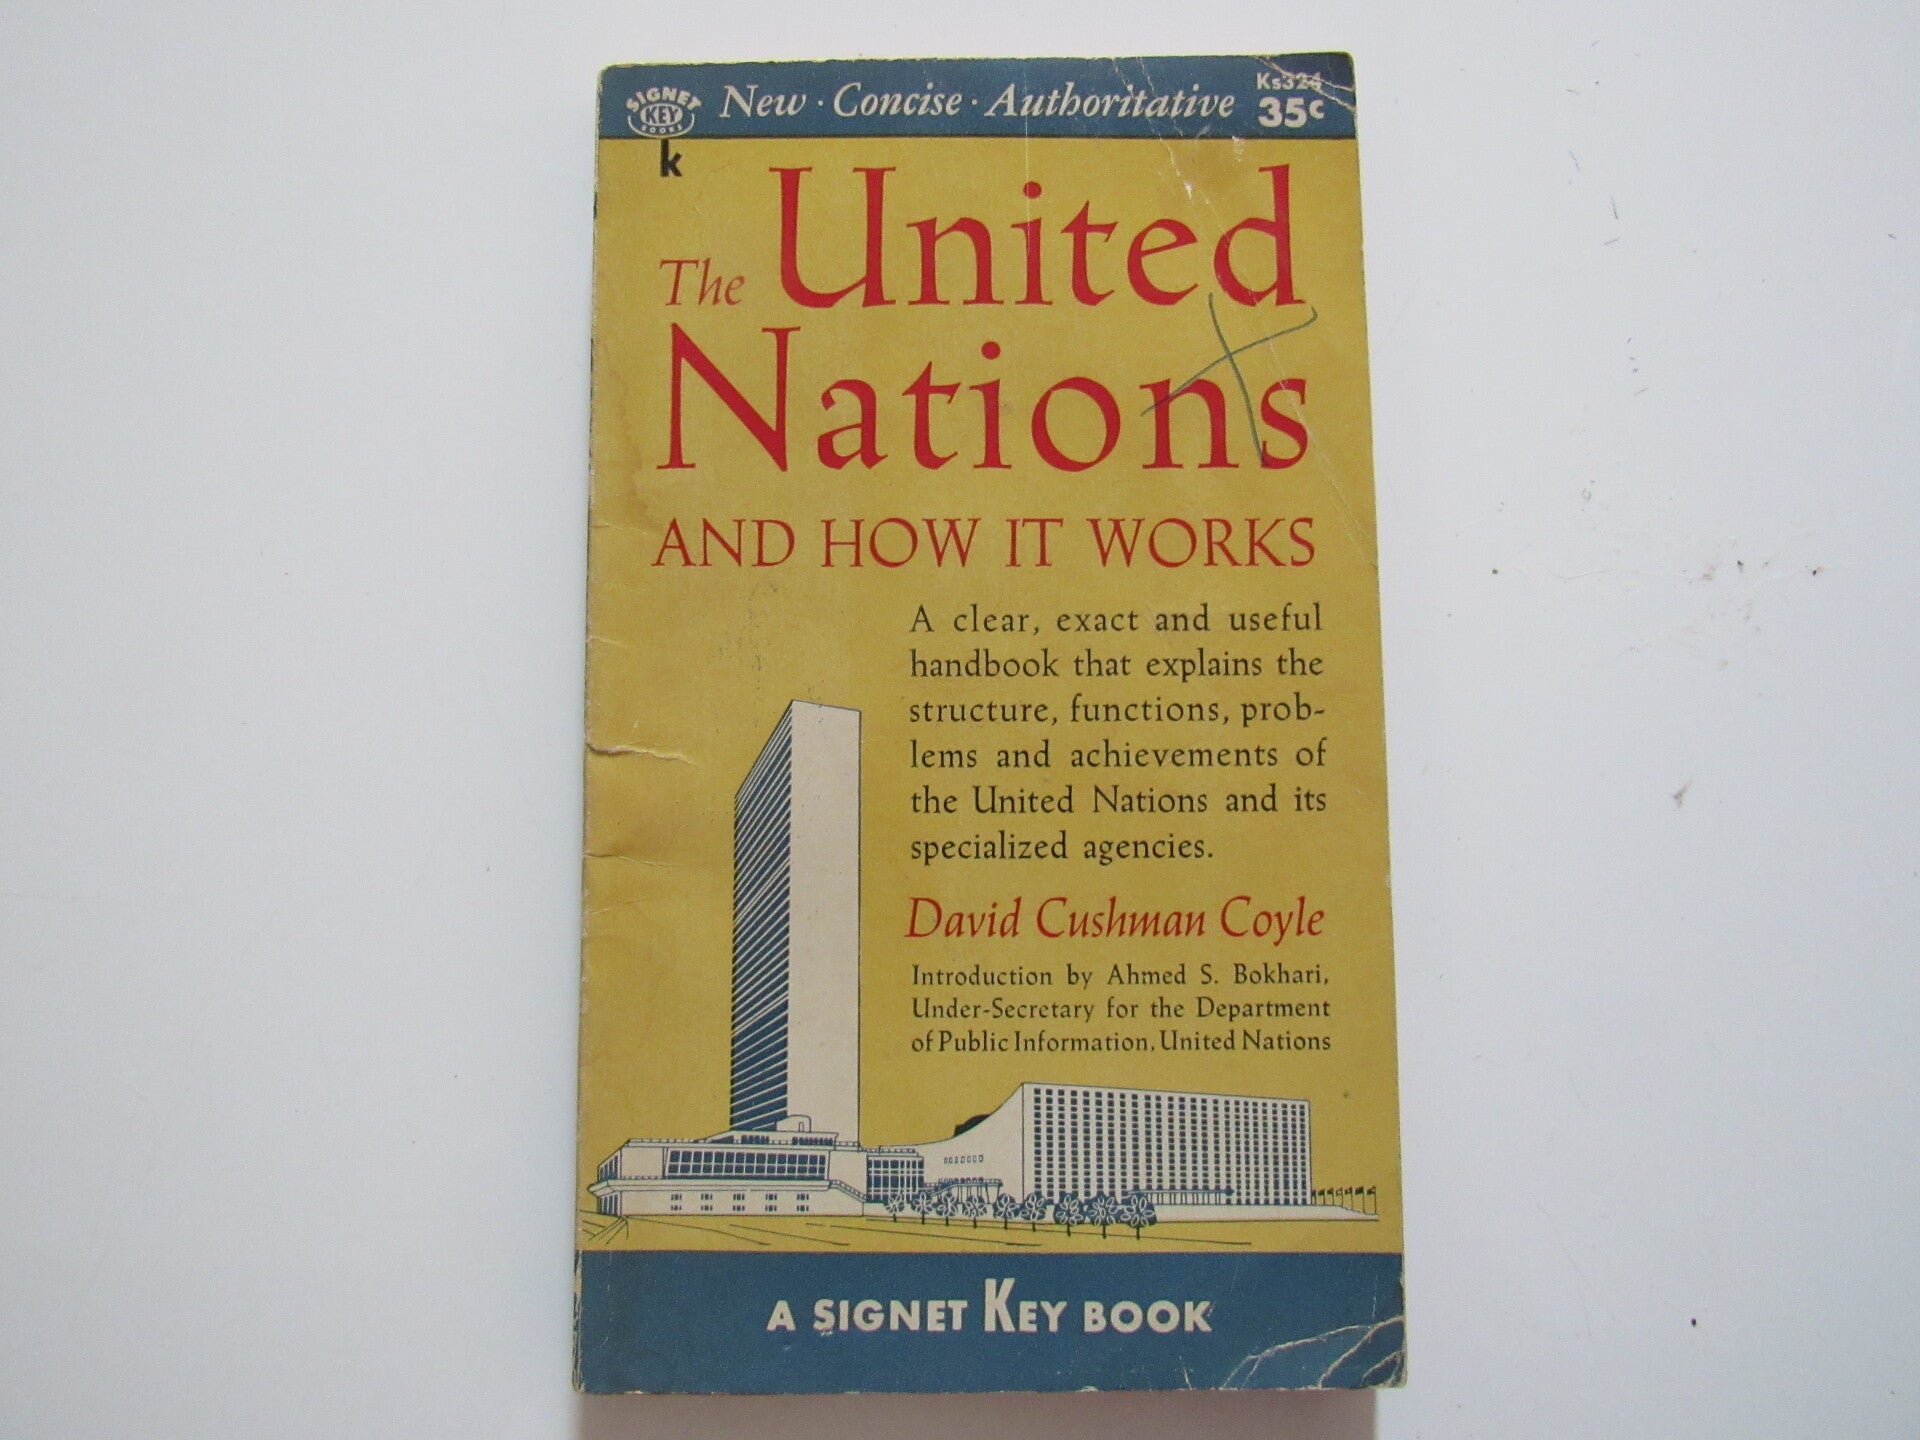 SIGNET
KEY
BOOKS
New · Concise · Authoritative
Ks324
35c
k
The United
Nations
AND HOW IT WORKS
A clear, exact and useful
handbook that explains the
structure, functions, prob-
lems and achievements of
the United Nations and its
specialized agencies.
David Cushman Coyle
Introduction by Ahmed S. Bokhari,
Under-Secretary for the Department
of Public Information, United Nations
A SIGNET KEY BOOK